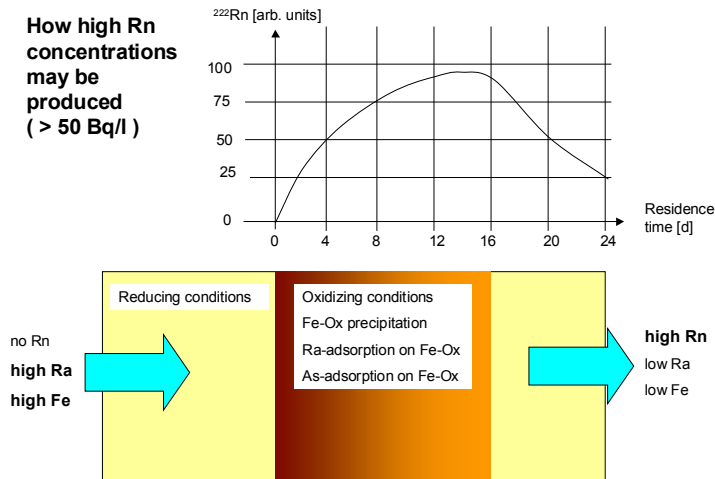 How high Rn
concentrations
may be
produced
( > 50 Bq/l )
²²²Rn [arb. units]
100
75
50
25
0
0 4 8 12 16 20 24
Residence
time [d]
Reducing conditions
Oxidizing conditions
Fe-Ox precipitation
Ra-adsorption on Fe-Ox
As-adsorption on Fe-Ox
no Rn
high Ra
high Fe
high Rn
low Ra
low Fe